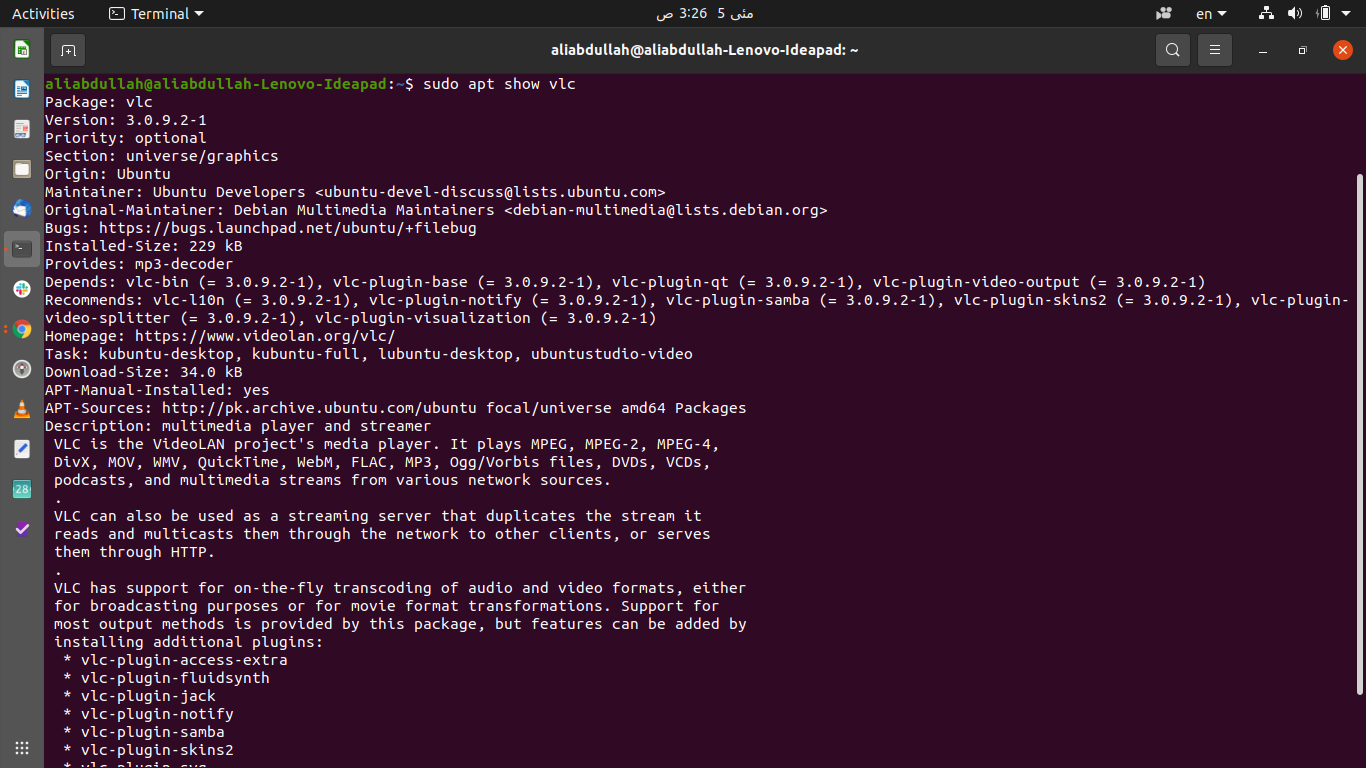 Activities
Terminal
مئی 5 3:26 ص
en
aliabdullah@aliabdullah-Lenovo-Ideapad: ~
aliabdullah@aliabdullah-Lenovo-Ideapad:~$ sudo apt show vlc
Package: vlc
Version: 3.0.9.2-1
Priority: optional
Section: universe/graphics
Origin: Ubuntu
Maintainer: Ubuntu Developers <ubuntu-devel-discuss@lists.ubuntu.com>
Original-Maintainer: Debian Multimedia Maintainers <debian-multimedia@lists.debian.org>
Bugs: https://bugs.launchpad.net/ubuntu/+filebug
Installed-Size: 229 kB
Provides: mp3-decoder
Depends: vlc-bin (= 3.0.9.2-1), vlc-plugin-base (= 3.0.9.2-1), vlc-plugin-qt (= 3.0.9.2-1), vlc-plugin-video-output (= 3.0.9.2-1)
Recommends: vlc-l10n (= 3.0.9.2-1), vlc-plugin-notify (= 3.0.9.2-1), vlc-plugin-samba (= 3.0.9.2-1), vlc-plugin-skins2 (= 3.0.9.2-1), vlc-plugin-
video-splitter (= 3.0.9.2-1), vlc-plugin-visualization (= 3.0.9.2-1)
Homepage: https://www.videolan.org/vlc/
Task: kubuntu-desktop, kubuntu-full, lubuntu-desktop, ubuntustudio-video
Download-Size: 34.0 kB
APT-Manual-Installed: yes
APT-Sources: http://pk.archive.ubuntu.com/ubuntu focal/universe amd64 Packages
Description: multimedia player and streamer
VLC is the VideoLAN project's media player. It plays MPEG, MPEG-2, MPEG-4,
DivX, MOV, WMV, QuickTime, WebM, FLAC, MP3, Ogg/Vorbis files, DVDs, VCDs,
podcasts, and multimedia streams from various network sources.
.
VLC can also be used as a streaming server that duplicates the stream it
reads and multicasts them through the network to other clients, or serves
them through HTTP.
.
VLC has support for on-the-fly transcoding of audio and video formats, either
for broadcasting purposes or for movie format transformations. Support for
most output methods is provided by this package, but features can be added by
installing additional plugins:
* vlc-plugin-access-extra
* vlc-plugin-fluidsynth
* vlc-plugin-jack
* vlc-plugin-notify
* vlc-plugin-samba
* vlc-plugin-skins2